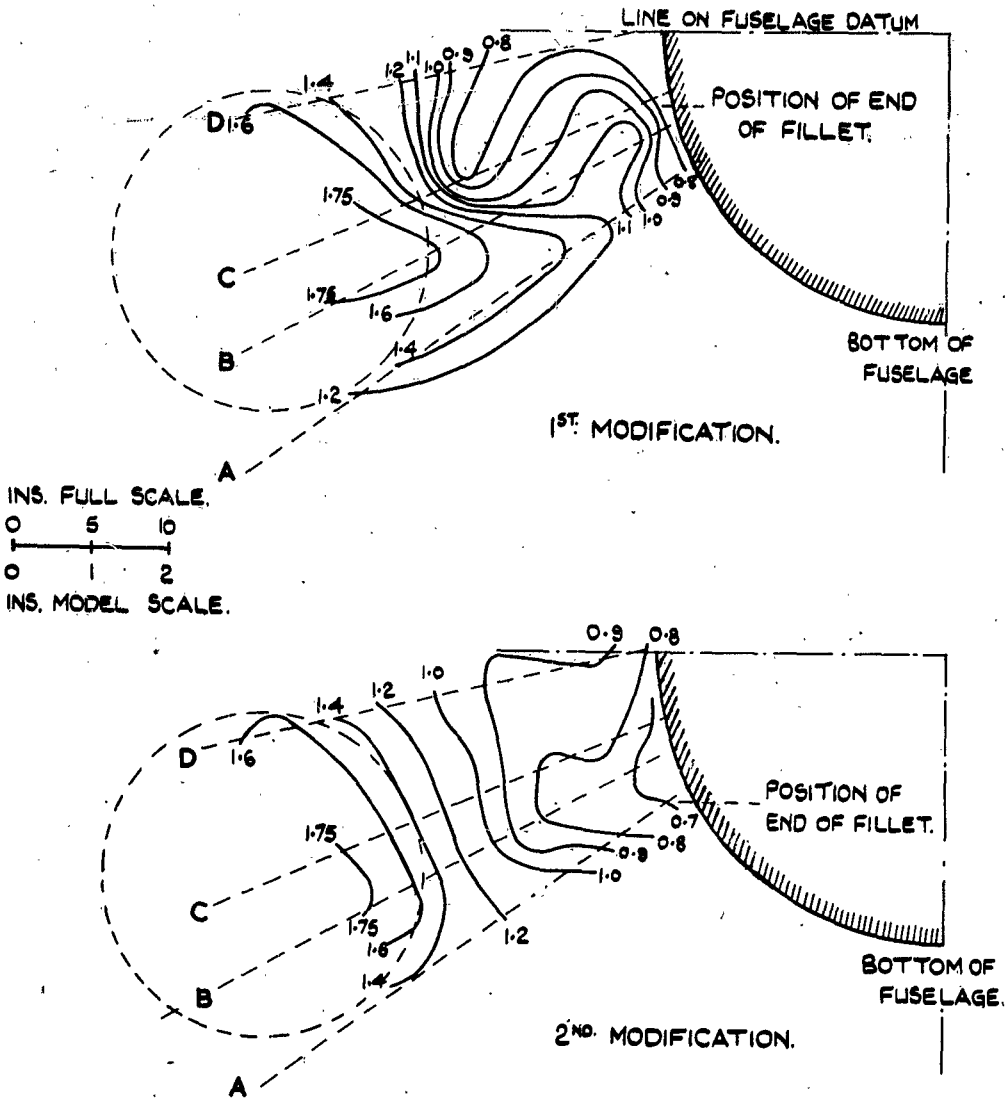 LINE ON FUSELAGE DATUM
0.8
0.9
1.0
1.1
1.2
1.4
D 1.6
POSITION OF END
OF FILLET.
1.75
0.8
0.9
1.0
1.1
C
1.75
1.6
B
1.4
1.2
BOTTOM OF
FUSELAGE
A
1ST. MODIFICATION.
INS. FULL SCALE.
0 5 10
0 1 2
INS. MODEL SCALE.
0.9 0.8
1.0
1.2
1.4
D
1.6
POSITION OF
END OF FILLET.
0.7
0.8
0.9
1.0
1.75
C
1.75
1.2
1.6
1.4
B
BOTTOM OF
FUSELAGE.
2ND. MODIFICATION.
A